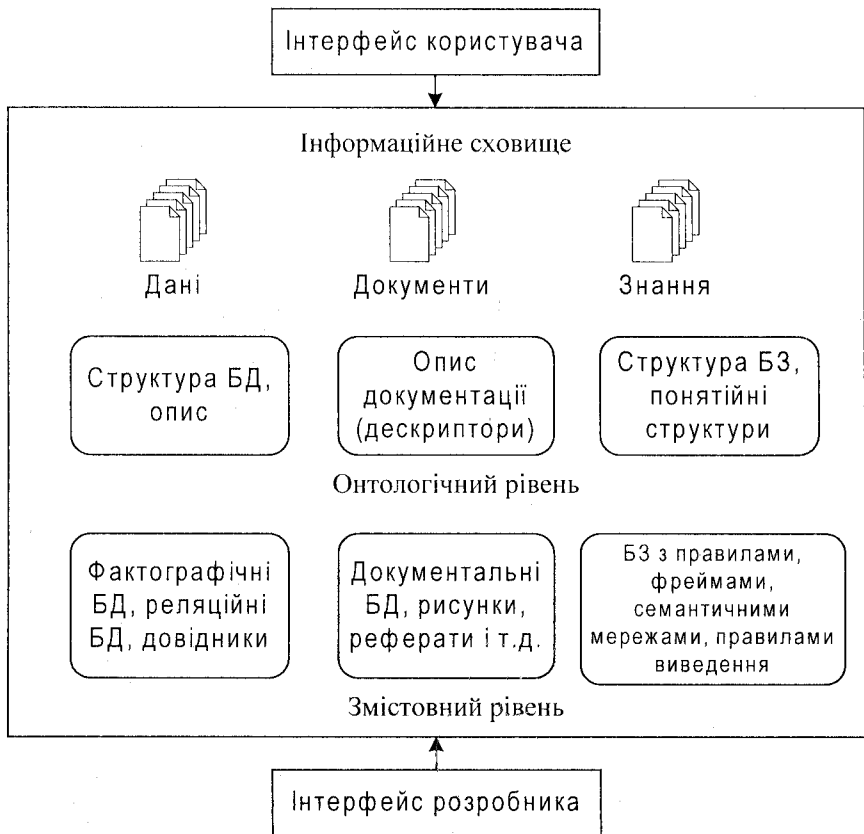 Інтерфейс користувача
Інформаційне сховище
Дані
Документи
Знання
Структура БД,
опис
Опис
документації
(дескриптори)
Структура БЗ,
понятійні
структури
Онтологічний рівень
Фактографічні
БД, реляційні
БД, довідники
Документальні
БД, рисунки,
реферати і т.д.
БЗ з правилами,
фреймами,
семантичними
мережами, правилами
виведення
Змістовний рівень
Інтерфейс розробника